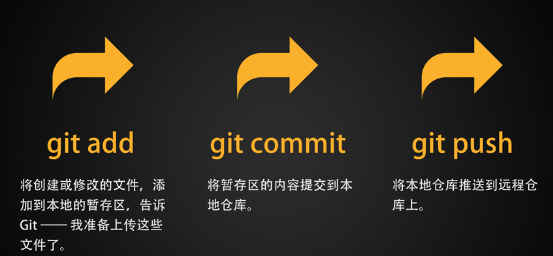 git add
将创建或修改的文件，添
加到本地的暂存区，告诉
Git —— 我准备上传这些
文件了。
git commit
将暂存区的内容提交到本
地仓库。
git push
将本地仓库推送到远程仓
库上。